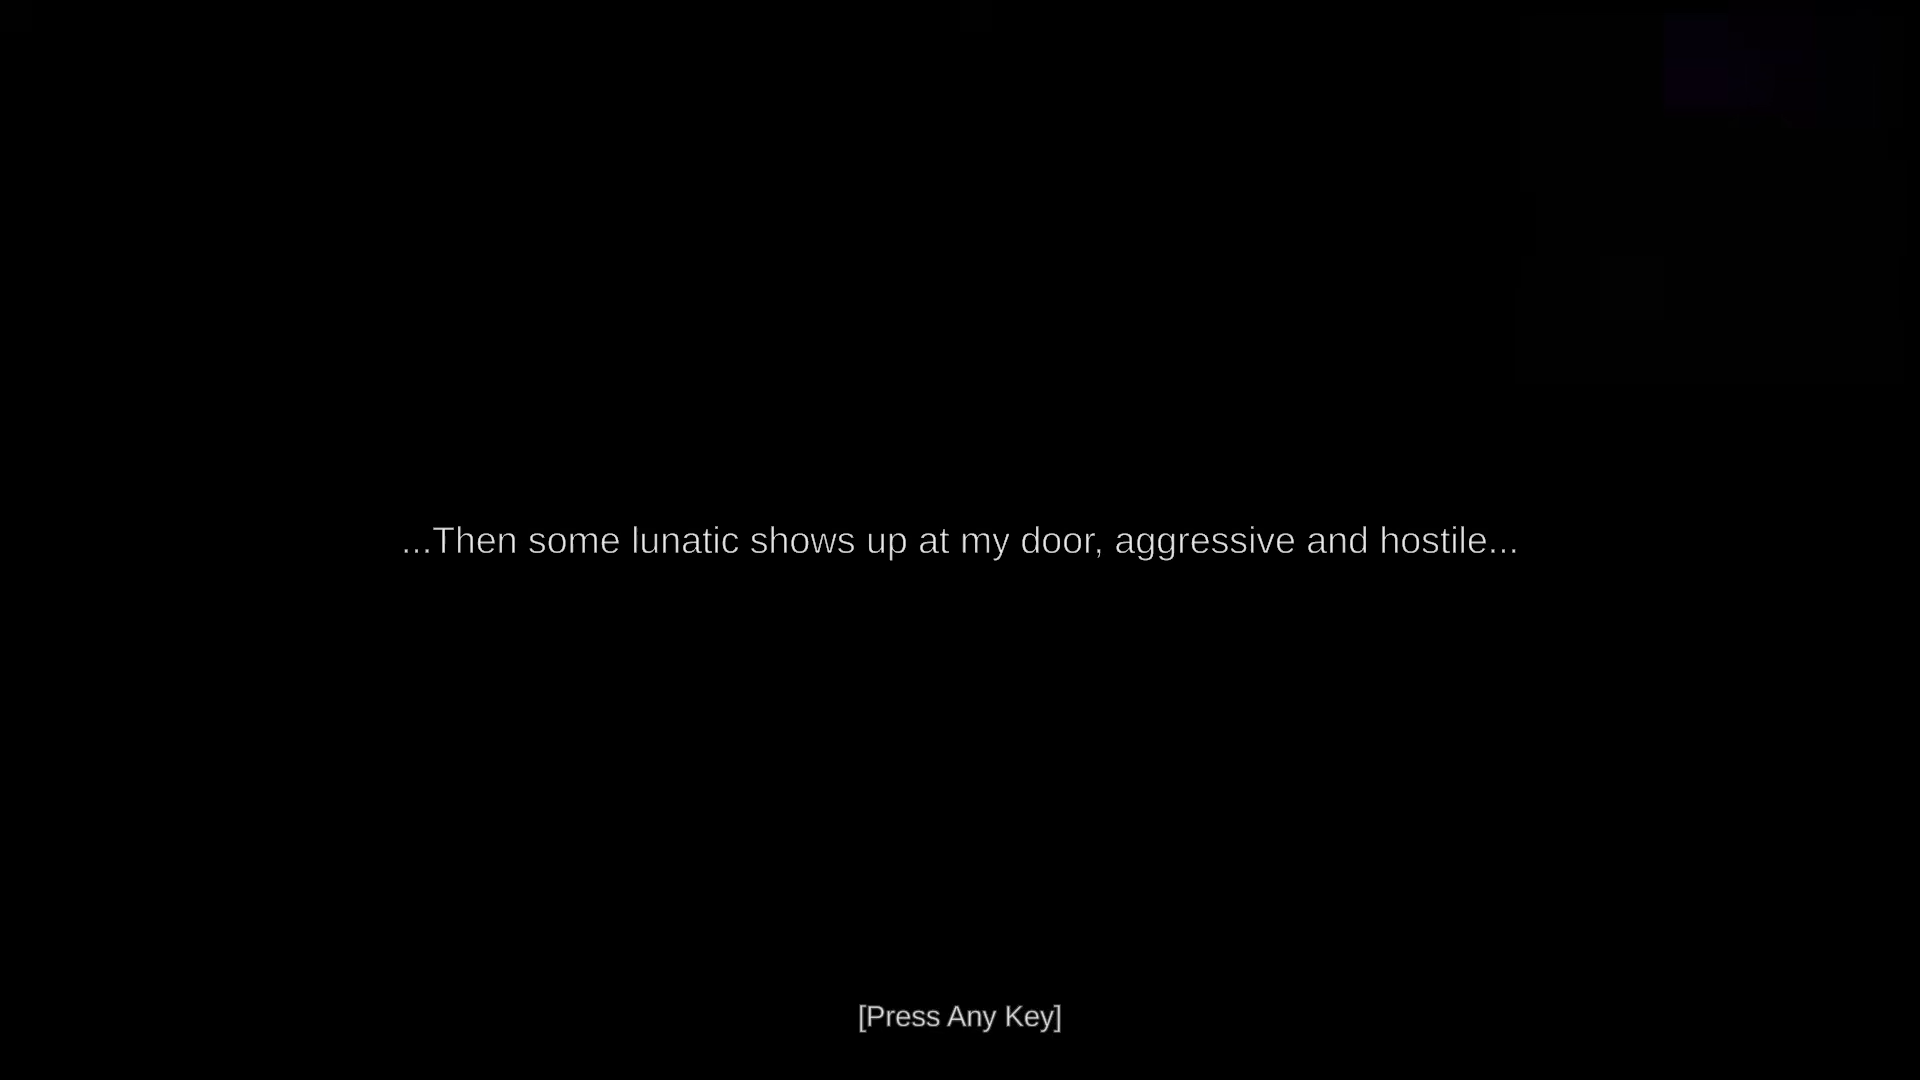 ...Then some lunatic shows up at my door, aggressive and hostile...
[Press Any Key]